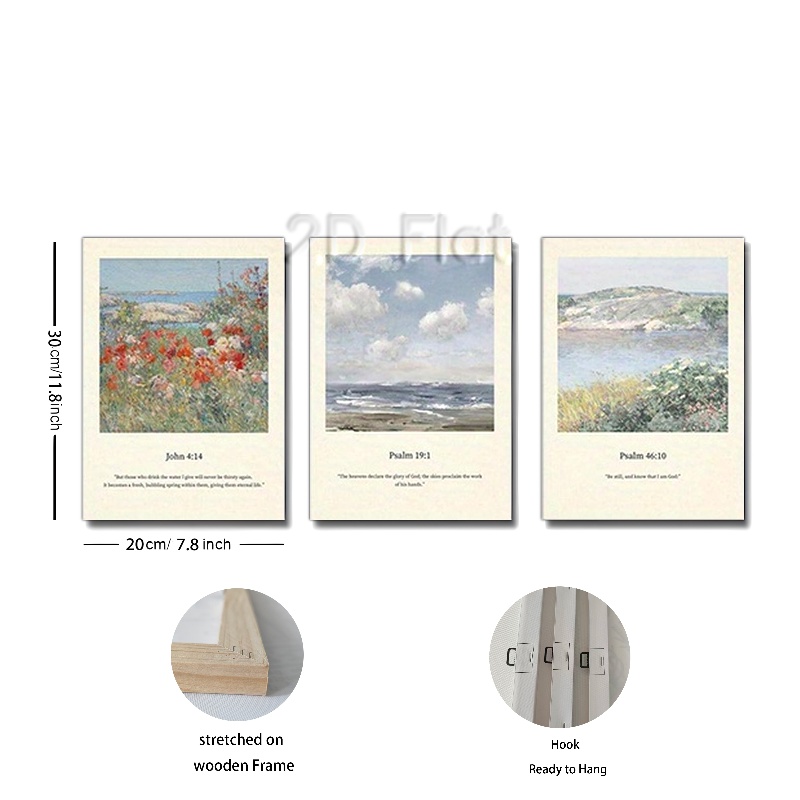 2D_Flat
30cm/11.8inch
John 4:14
"But those who drink the water I give will never be thirsty again.
It becomes a fresh, bubbling spring within them, giving them eternal life."
Psalm 19:1
"The heavens declare the glory of God; the skies proclaim the work
of his hands."
Psalm 46:10
"Be still, and know that I am God."
20cm/ 7.8 inch
stretched on
wooden Frame
Hook
Ready to Hang